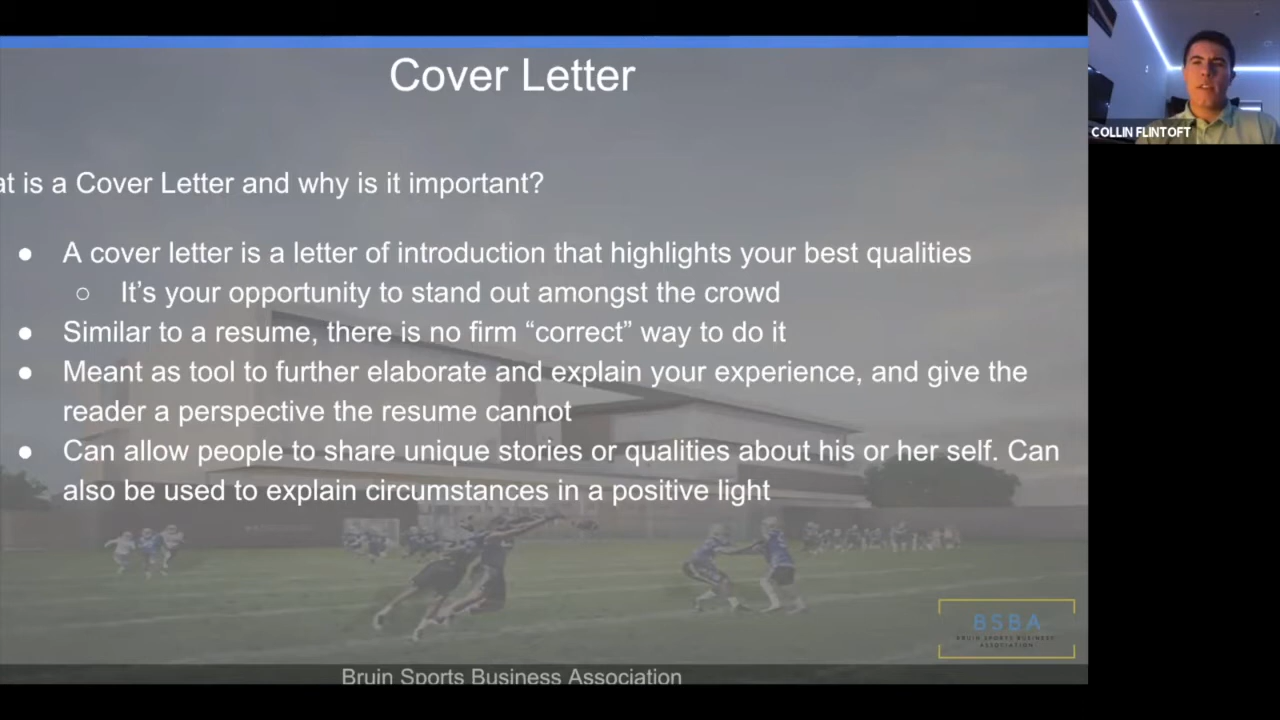 Cover Letter
COLLIN FLINTOFT
at is a Cover Letter and why is it important?
● A cover letter is a letter of introduction that highlights your best qualities
○ It’s your opportunity to stand out amongst the crowd
● Similar to a resume, there is no firm “correct” way to do it
● Meant as tool to further elaborate and explain your experience, and give the
reader a perspective the resume cannot
● Can allow people to share unique stories or qualities about his or her self. Can
also be used to explain circumstances in a positive light
BSBA
BRUIN SPORTS BUSINESS
ASSOCIATION
Bruin Sports Business Association